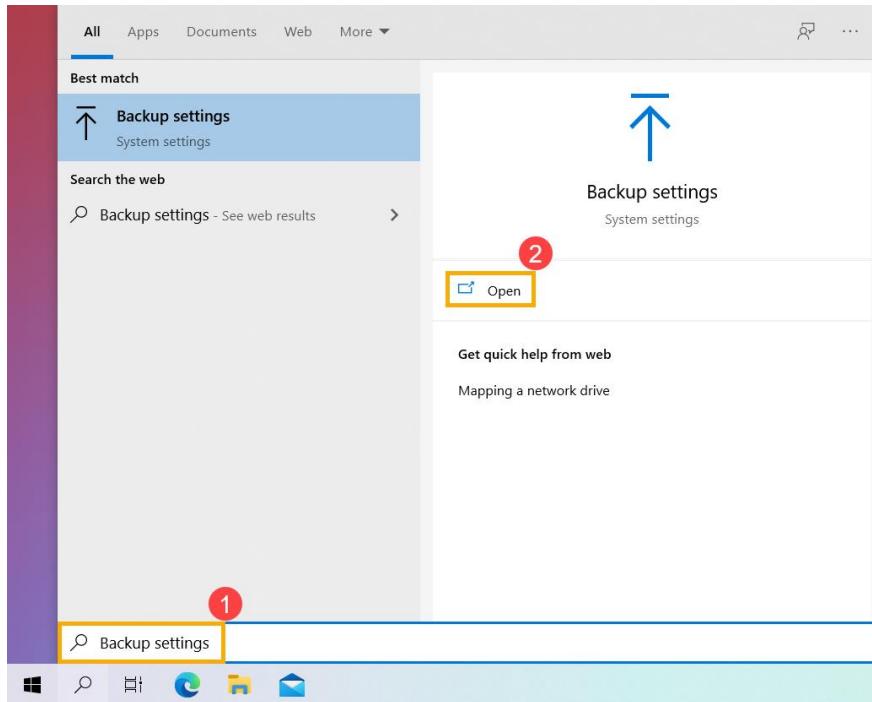 All Apps Documents Web More
Best match
Backup settings
System settings
Search the web
Backup settings - See web results
Backup settings
System settings
2
Open
Get quick help from web
Mapping a network drive
1
Backup settings